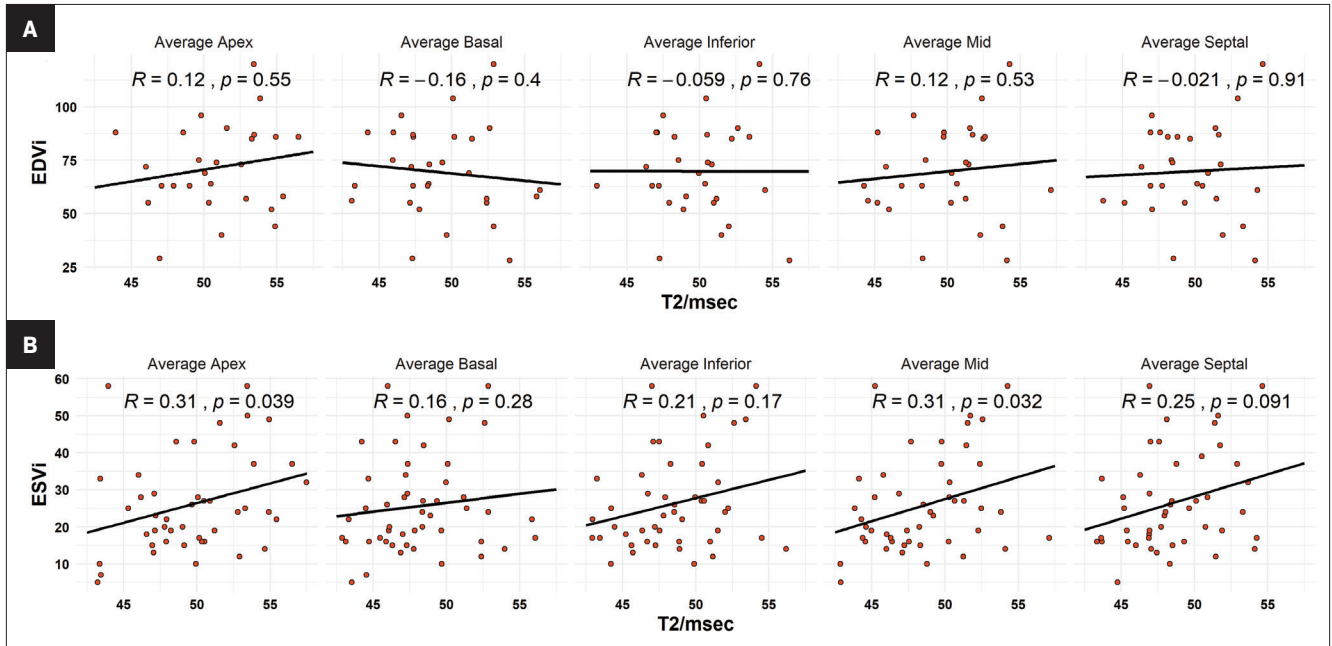 A
Average Apex Average Basal Average Inferior Average Mid Average Septal
R = 0.12 , p = 0.55 R = −0.16 , p = 0.4 R = −0.059 , p = 0.76 R = 0.12 , p = 0.53 R = −0.021 , p = 0.91
100
75
50
25
EDVi
45 50 55 45 50 55 45 50 55 45 50 55 45 50 55
T2/msec
B
Average Apex Average Basal Average Inferior Average Mid Average Septal
60
R = 0.31 , p = 0.039 R = 0.16 , p = 0.28 R = 0.21 , p = 0.17 R = 0.31 , p = 0.032 R = 0.25 , p = 0.091
50
40
30
20
10
ESVi
45 50 55 45 50 55 45 50 55 45 50 55 45 50 55
T2/msec